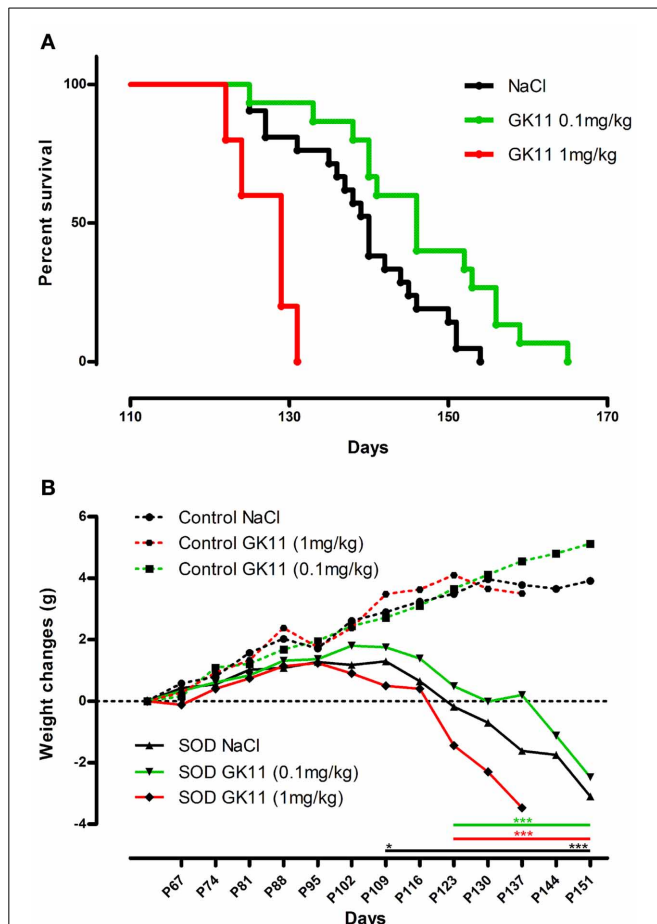 A
100
50
0
Percent survival
NaCl
GK11 0.1mg/kg
GK11 1mg/kg
110
130
150
170
Days
B
6
4
2
0
-2
-4
Weight changes (g)
Control NaCl
Control GK11 (1mg/kg)
Control GK11 (0.1mg/kg)
SOD NaCl
SOD GK11 (0.1mg/kg)
SOD GK11 (1mg/kg)
***
***
* ***
P67
P74
P81
P88
P95
P102
P109
P116
P123
P130
P137
P144
P151
Days